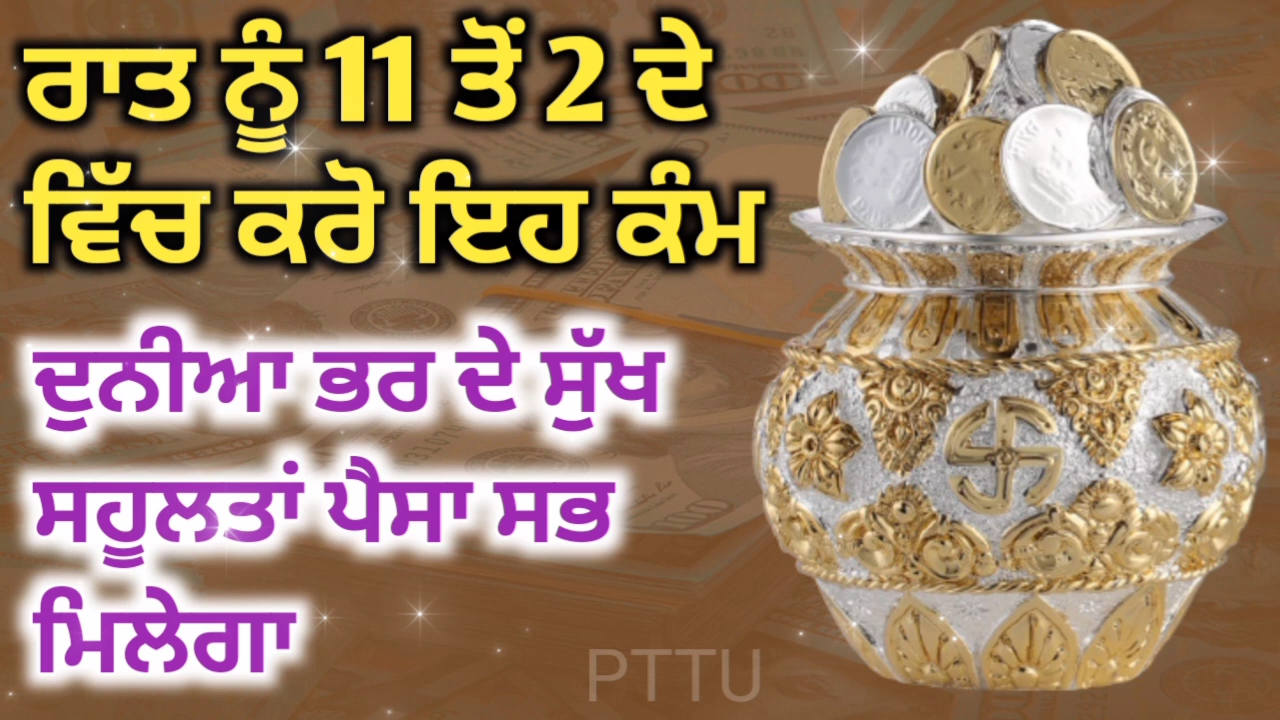 ਰਾਤ ਨੂੰ 11 ਤੋਂ 2 ਦੇ
ਵਿੱਚ ਕਰੋ ਇਹ ਕੰਮ
ਦੁਨੀਆ ਭਰ ਦੇ ਸੁੱਖ
ਸਹੂਲਤਾਂ ਪੈਸਾ ਸਭ
ਮਿਲੇਗਾ
PTTU